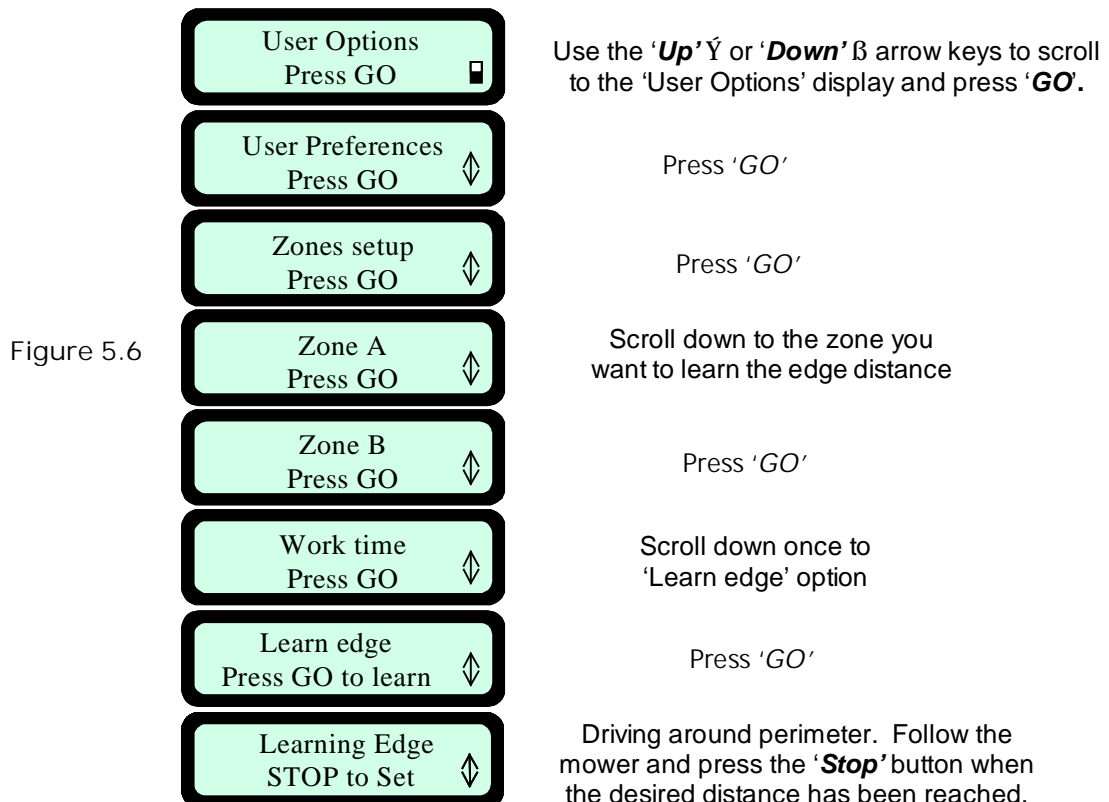 User Options
Press GO
Use the ‘Up’ Ý or ‘Down’ ß arrow keys to scroll
to the ‘User Options’ display and press ‘GO’.
User Preferences
Press GO
Press ‘GO’
Zones setup
Press GO
Press ‘GO’
Figure 5.6
Zone A
Press GO
Scroll down to the zone you
want to learn the edge distance
Zone B
Press GO
Press ‘GO’
Work time
Press GO
Scroll down once to
‘Learn edge’ option
Learn edge
Press GO to learn
Press ‘GO’
Learning Edge
STOP to Set
Driving around perimeter. Follow the
mower and press the ‘Stop’ button when
the desired distance has been reached.